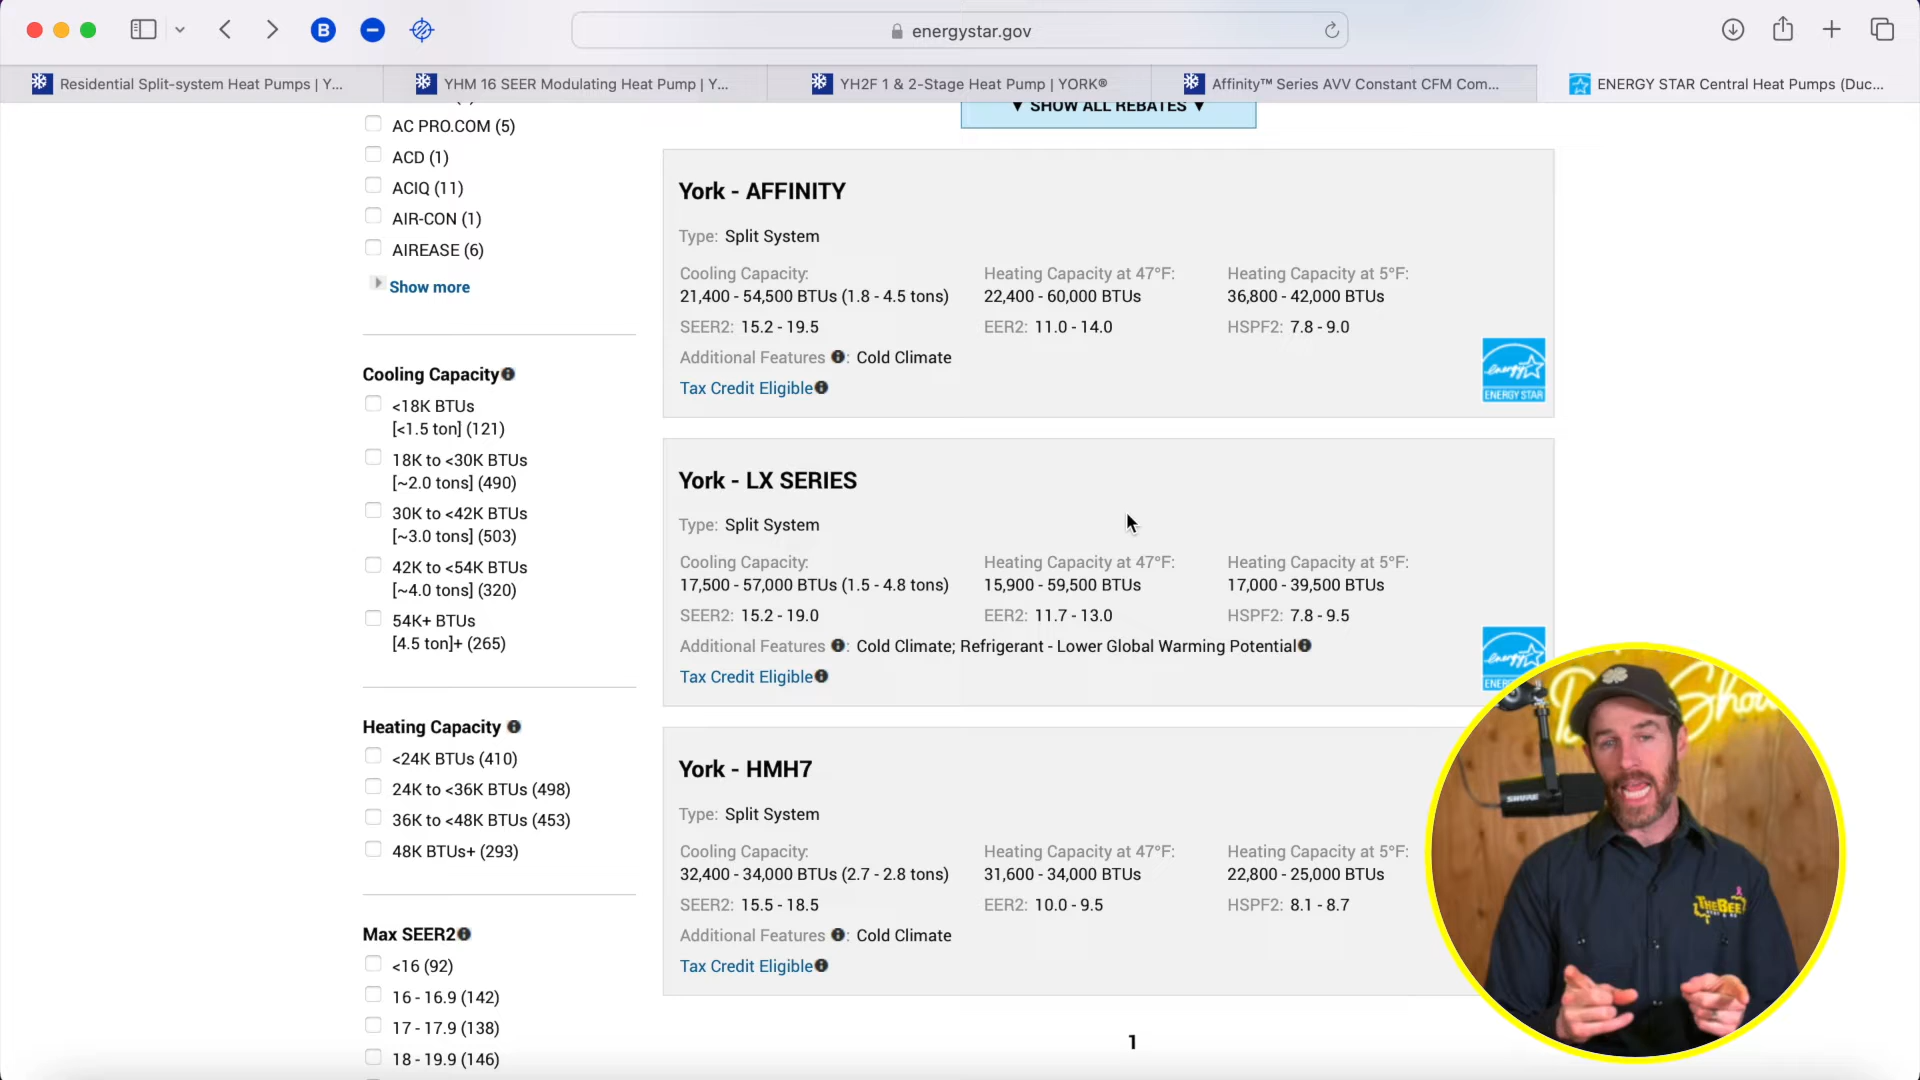 B
energystar.gov
Residential Split-system Heat Pumps | Y...
YHM 16 SEER Modulating Heat Pump | Y...
YH2F 1 & 2-Stage Heat Pump | YORK®
Affinity™ Series AVV Constant CFM Com...
ENERGY STAR Central Heat Pumps (Duc...
▼ SHOW ALL REBATES ▼
AC PRO.COM (5)
ACD (1)
ACIQ (11)
AIR-CON (1)
AIREASE (6)
Show more
Cooling Capacity
<18K BTUs
[<1.5 ton] (121)
18K to <30K BTUs
[~2.0 tons] (490)
30K to <42K BTUs
[~3.0 tons] (503)
42K to <54K BTUs
[~4.0 tons] (320)
54K+ BTUs
[4.5 ton]+ (265)
Heating Capacity
<24K BTUs (410)
24K to <36K BTUs (498)
36K to <48K BTUs (453)
48K BTUs+ (293)
Max SEER2
<16 (92)
16 - 16.9 (142)
17 - 17.9 (138)
18 - 19.9 (146)
York - AFFINITY
Type: Split System
Cooling Capacity: Heating Capacity at 47°F: Heating Capacity at 5°F:
21,400 - 54,500 BTUs (1.8 - 4.5 tons) 22,400 - 60,000 BTUs 36,800 - 42,000 BTUs
SEER2: 15.2 - 19.5 EER2: 11.0 - 14.0 HSPF2: 7.8 - 9.0
Additional Features : Cold Climate
Tax Credit Eligible
energy
ENERGY STAR
York - LX SERIES
Type: Split System
Cooling Capacity: Heating Capacity at 47°F: Heating Capacity at 5°F:
17,500 - 57,000 BTUs (1.5 - 4.8 tons) 15,900 - 59,500 BTUs 17,000 - 39,500 BTUs
SEER2: 15.2 - 19.0 EER2: 11.7 - 13.0 HSPF2: 7.8 - 9.5
Additional Features : Cold Climate; Refrigerant - Lower Global Warming Potential
Tax Credit Eligible
energy
York - HMH7
Type: Split System
Cooling Capacity: Heating Capacity at 47°F: Heating Capacity at 5°F:
32,400 - 34,000 BTUs (2.7 - 2.8 tons) 31,600 - 34,000 BTUs 22,800 - 25,000 BTUs
SEER2: 15.5 - 18.5 EER2: 10.0 - 9.5 HSPF2: 8.1 - 8.7
Additional Features : Cold Climate
Tax Credit Eligible
1
Show
SHURE
THE BEE